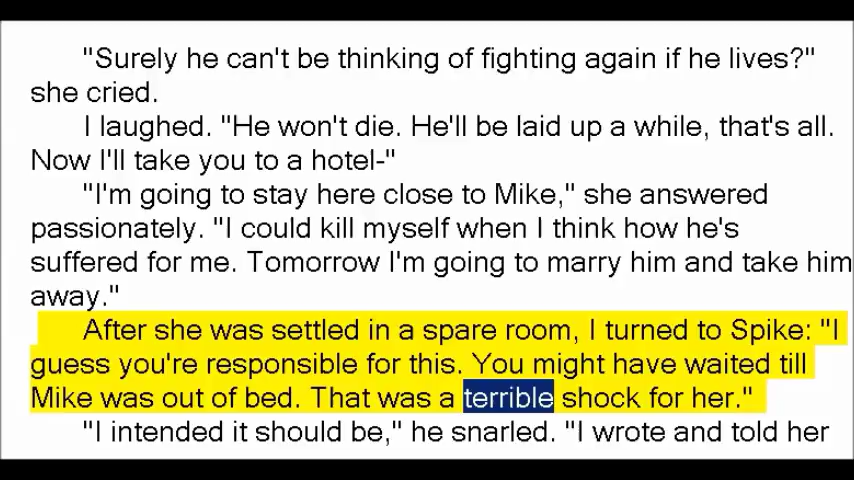 "Surely he can't be thinking of fighting again if he lives?"
she cried.
I laughed. "He won't die. He'll be laid up a while, that's all.
Now I'll take you to a hotel-"
"I'm going to stay here close to Mike," she answered
passionately. "I could kill myself when I think how he's
suffered for me. Tomorrow I'm going to marry him and take him
away."
After she was settled in a spare room, I turned to Spike: "I
guess you're responsible for this. You might have waited till
Mike was out of bed. That was a terrible shock for her."
"I intended it should be," he snarled. "I wrote and told her